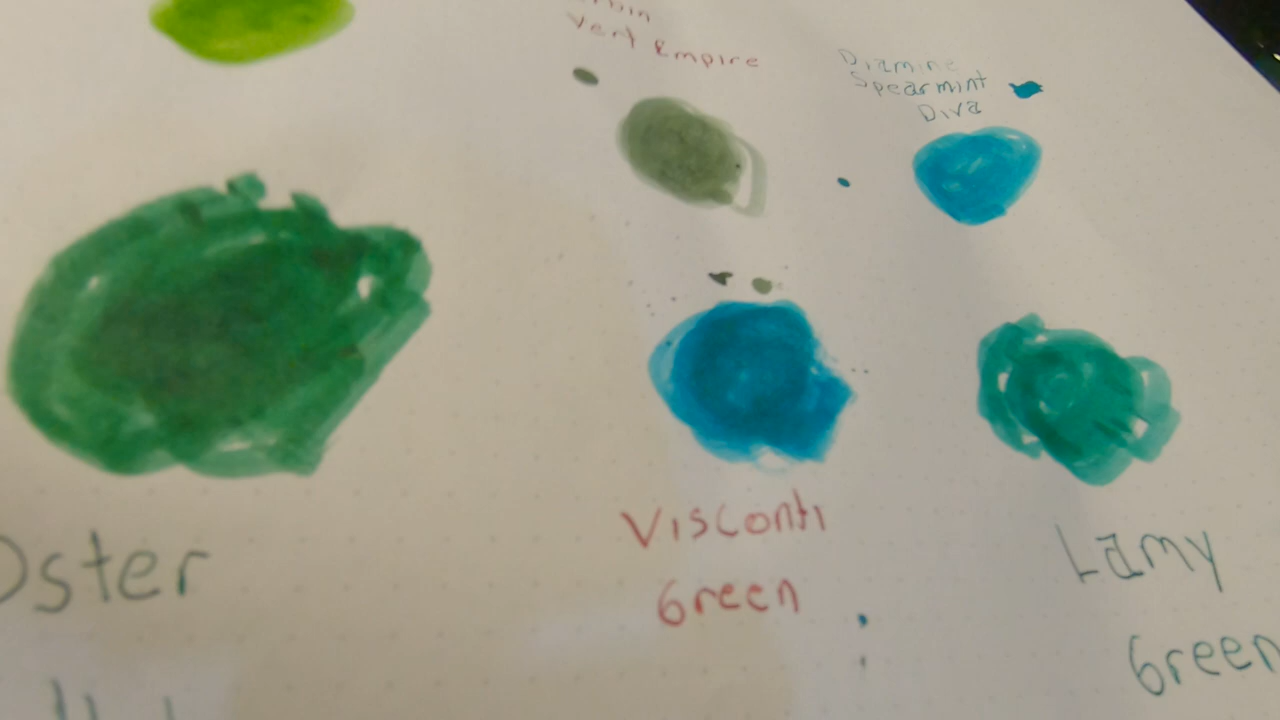 Vert Empire
Diamine
Spearmint
Diva
Oster
Visconti
Green
Lamy
Green